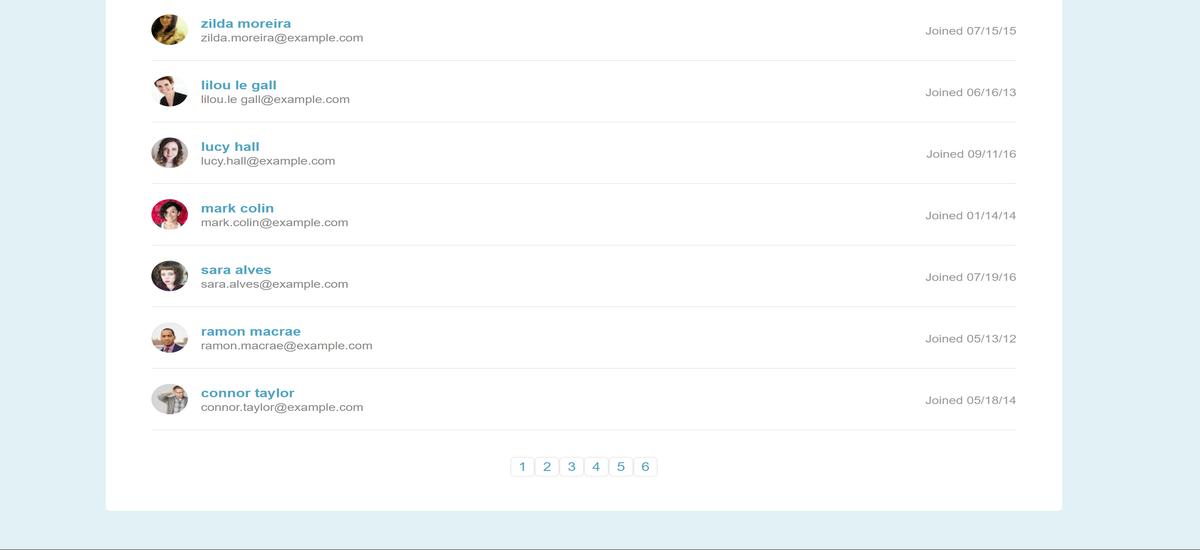 zilda moreira
zilda.moreira@example.com
Joined 07/15/15
lilou le gall
lilou.le gall@example.com
Joined 06/16/13
lucy hall
lucy.hall@example.com
Joined 09/11/16
mark colin
mark.colin@example.com
Joined 01/14/14
sara alves
sara.alves@example.com
Joined 07/19/16
ramon macrae
ramon.macrae@example.com
Joined 05/13/12
connor taylor
connor.taylor@example.com
Joined 05/18/14
1 2 3 4 5 6